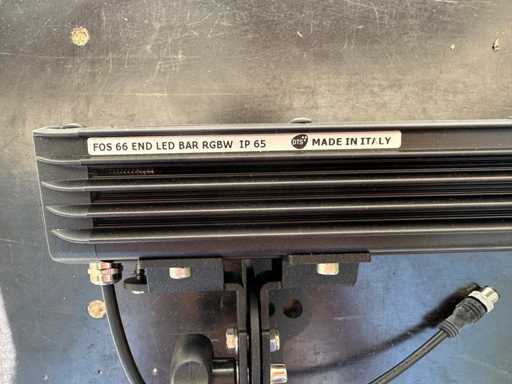 FOS 66 END LED BAR RGBW IP 65 DTS MADE IN ITALY